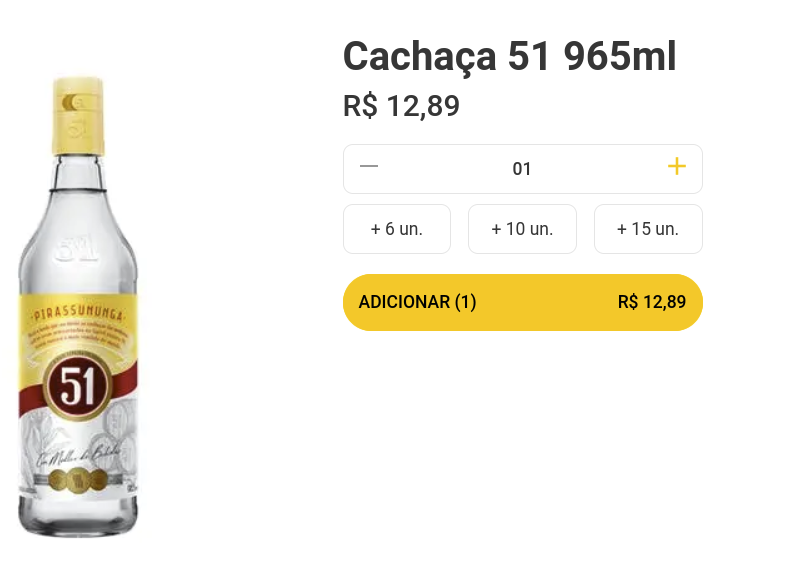 Cachaça 51 965ml
R$ 12,89
01
+ 6 un.
+ 10 un.
+ 15 un.
ADICIONAR (1)
R$ 12,89
51
51
PIRASSUNUNGA
51